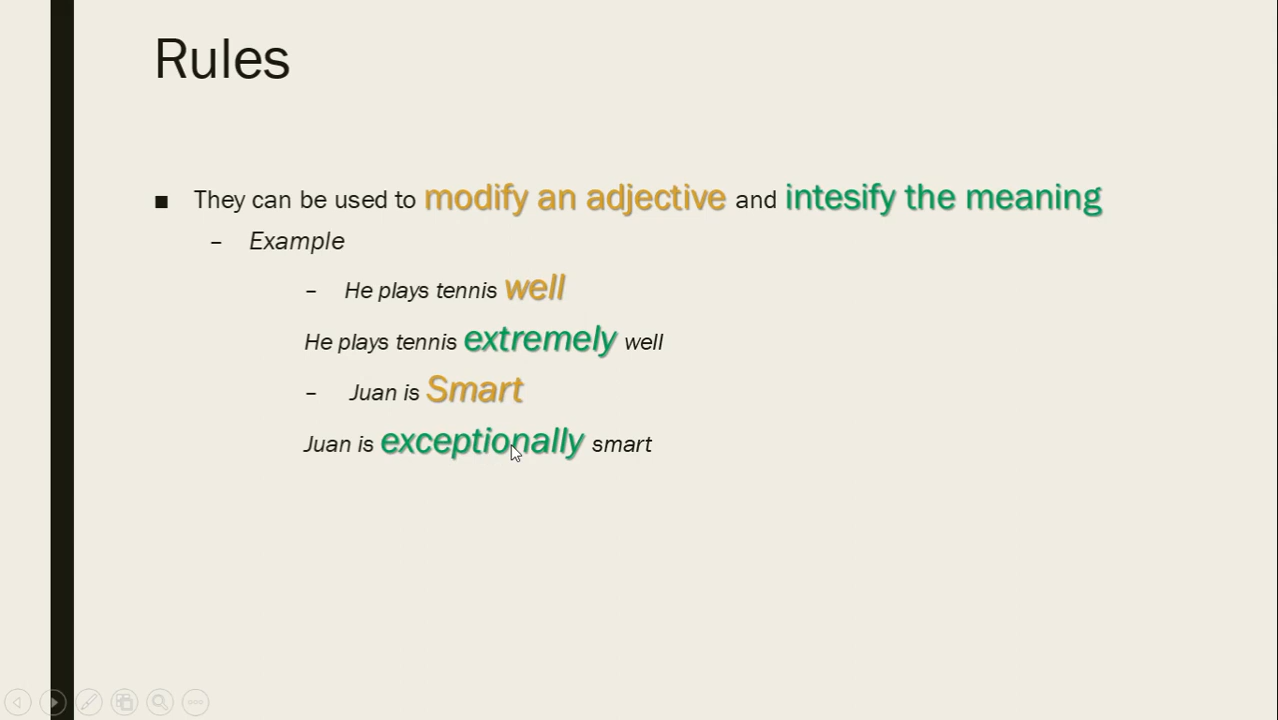 Rules
▪ They can be used to modify an adjective and intesify the meaning
– Example
– He plays tennis well
He plays tennis extremely well
– Juan is Smart
Juan is exceptionally smart